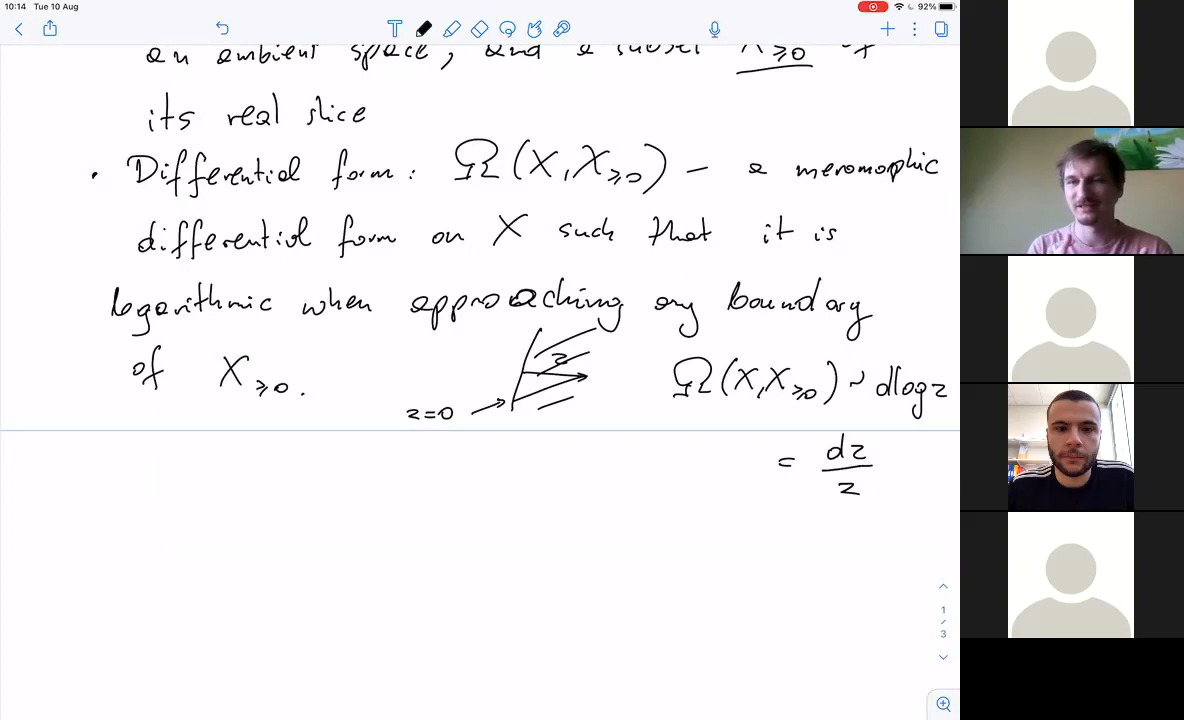 10:14 Tue 10 Aug
92%
an ambient space, and a subset X≥0 of
its real slice
· Differential form: Ω(X,X≥0) – a meromorphic
differential form on X such that it is
logarithmic when approaching any boundary
of X≥0.
z
z=0
Ω(X,X≥0) ~ dlogz
= dz/z
1
/
3